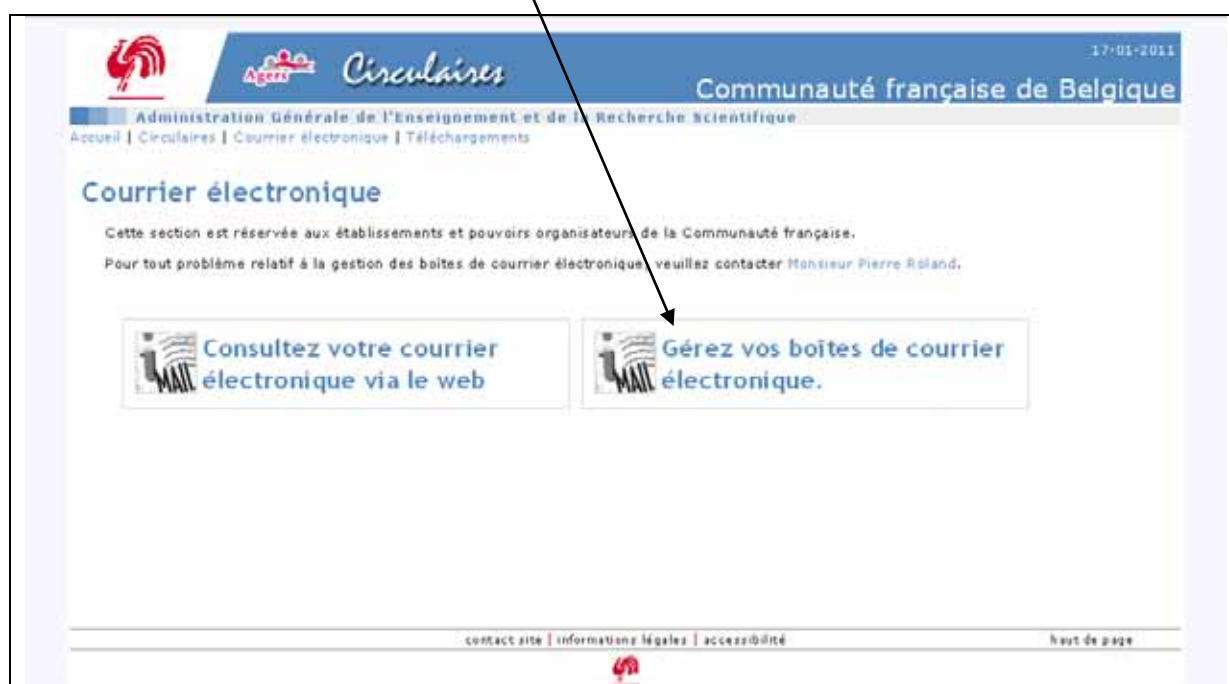 17-01-2011
Agers Circulaires
Communauté française de Belgique
Administration Générale de l'Enseignement et de la Recherche Scientifique
Accueil | Circulaires | Courrier électronique | Téléchargements
Courrier électronique
Cette section est réservée aux établissements et pouvoirs organisateurs de la Communauté française.
Pour tout problème relatif à la gestion des boîtes de courrier électronique, veuillez contacter Monsieur Pierre Roland.
iMAIL
Consultez votre courrier
électronique via le web
iMAIL
Gérez vos boîtes de courrier
électronique.
contact site | informations légales | accessibilité
haut de page